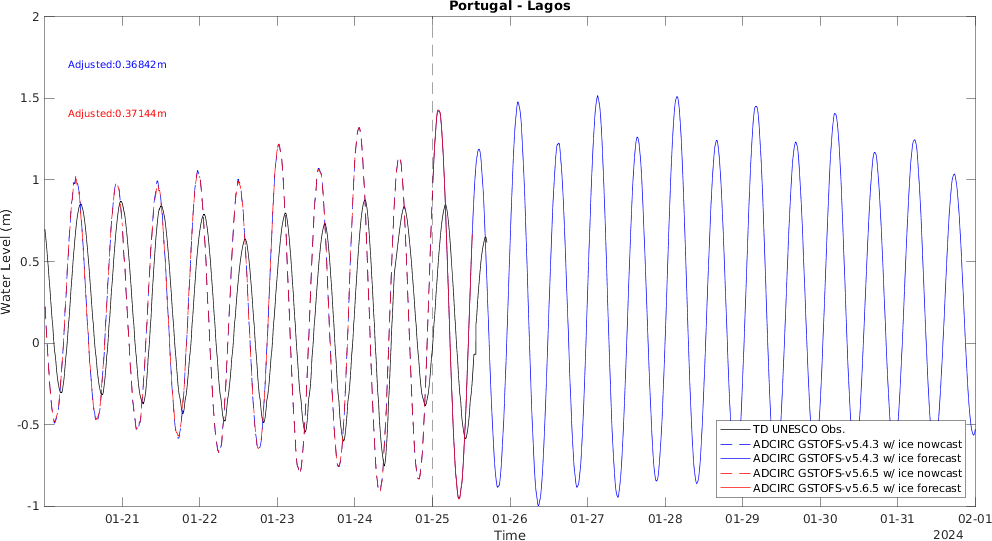 Portugal - Lagos
2
1.5
1
0.5
0
-0.5
-1
Water Level (m)
Adjusted:0.36842m
Adjusted:0.37144m
TD UNESCO Obs.
ADCIRC GSTOFS-v5.4.3 w/ ice nowcast
ADCIRC GSTOFS-v5.4.3 w/ ice forecast
ADCIRC GSTOFS-v5.6.5 w/ ice nowcast
ADCIRC GSTOFS-v5.6.5 w/ ice forecast
01-21 01-22 01-23 01-24 01-25 01-26 01-27 01-28 01-29 01-30 01-31 02-01
Time
2024